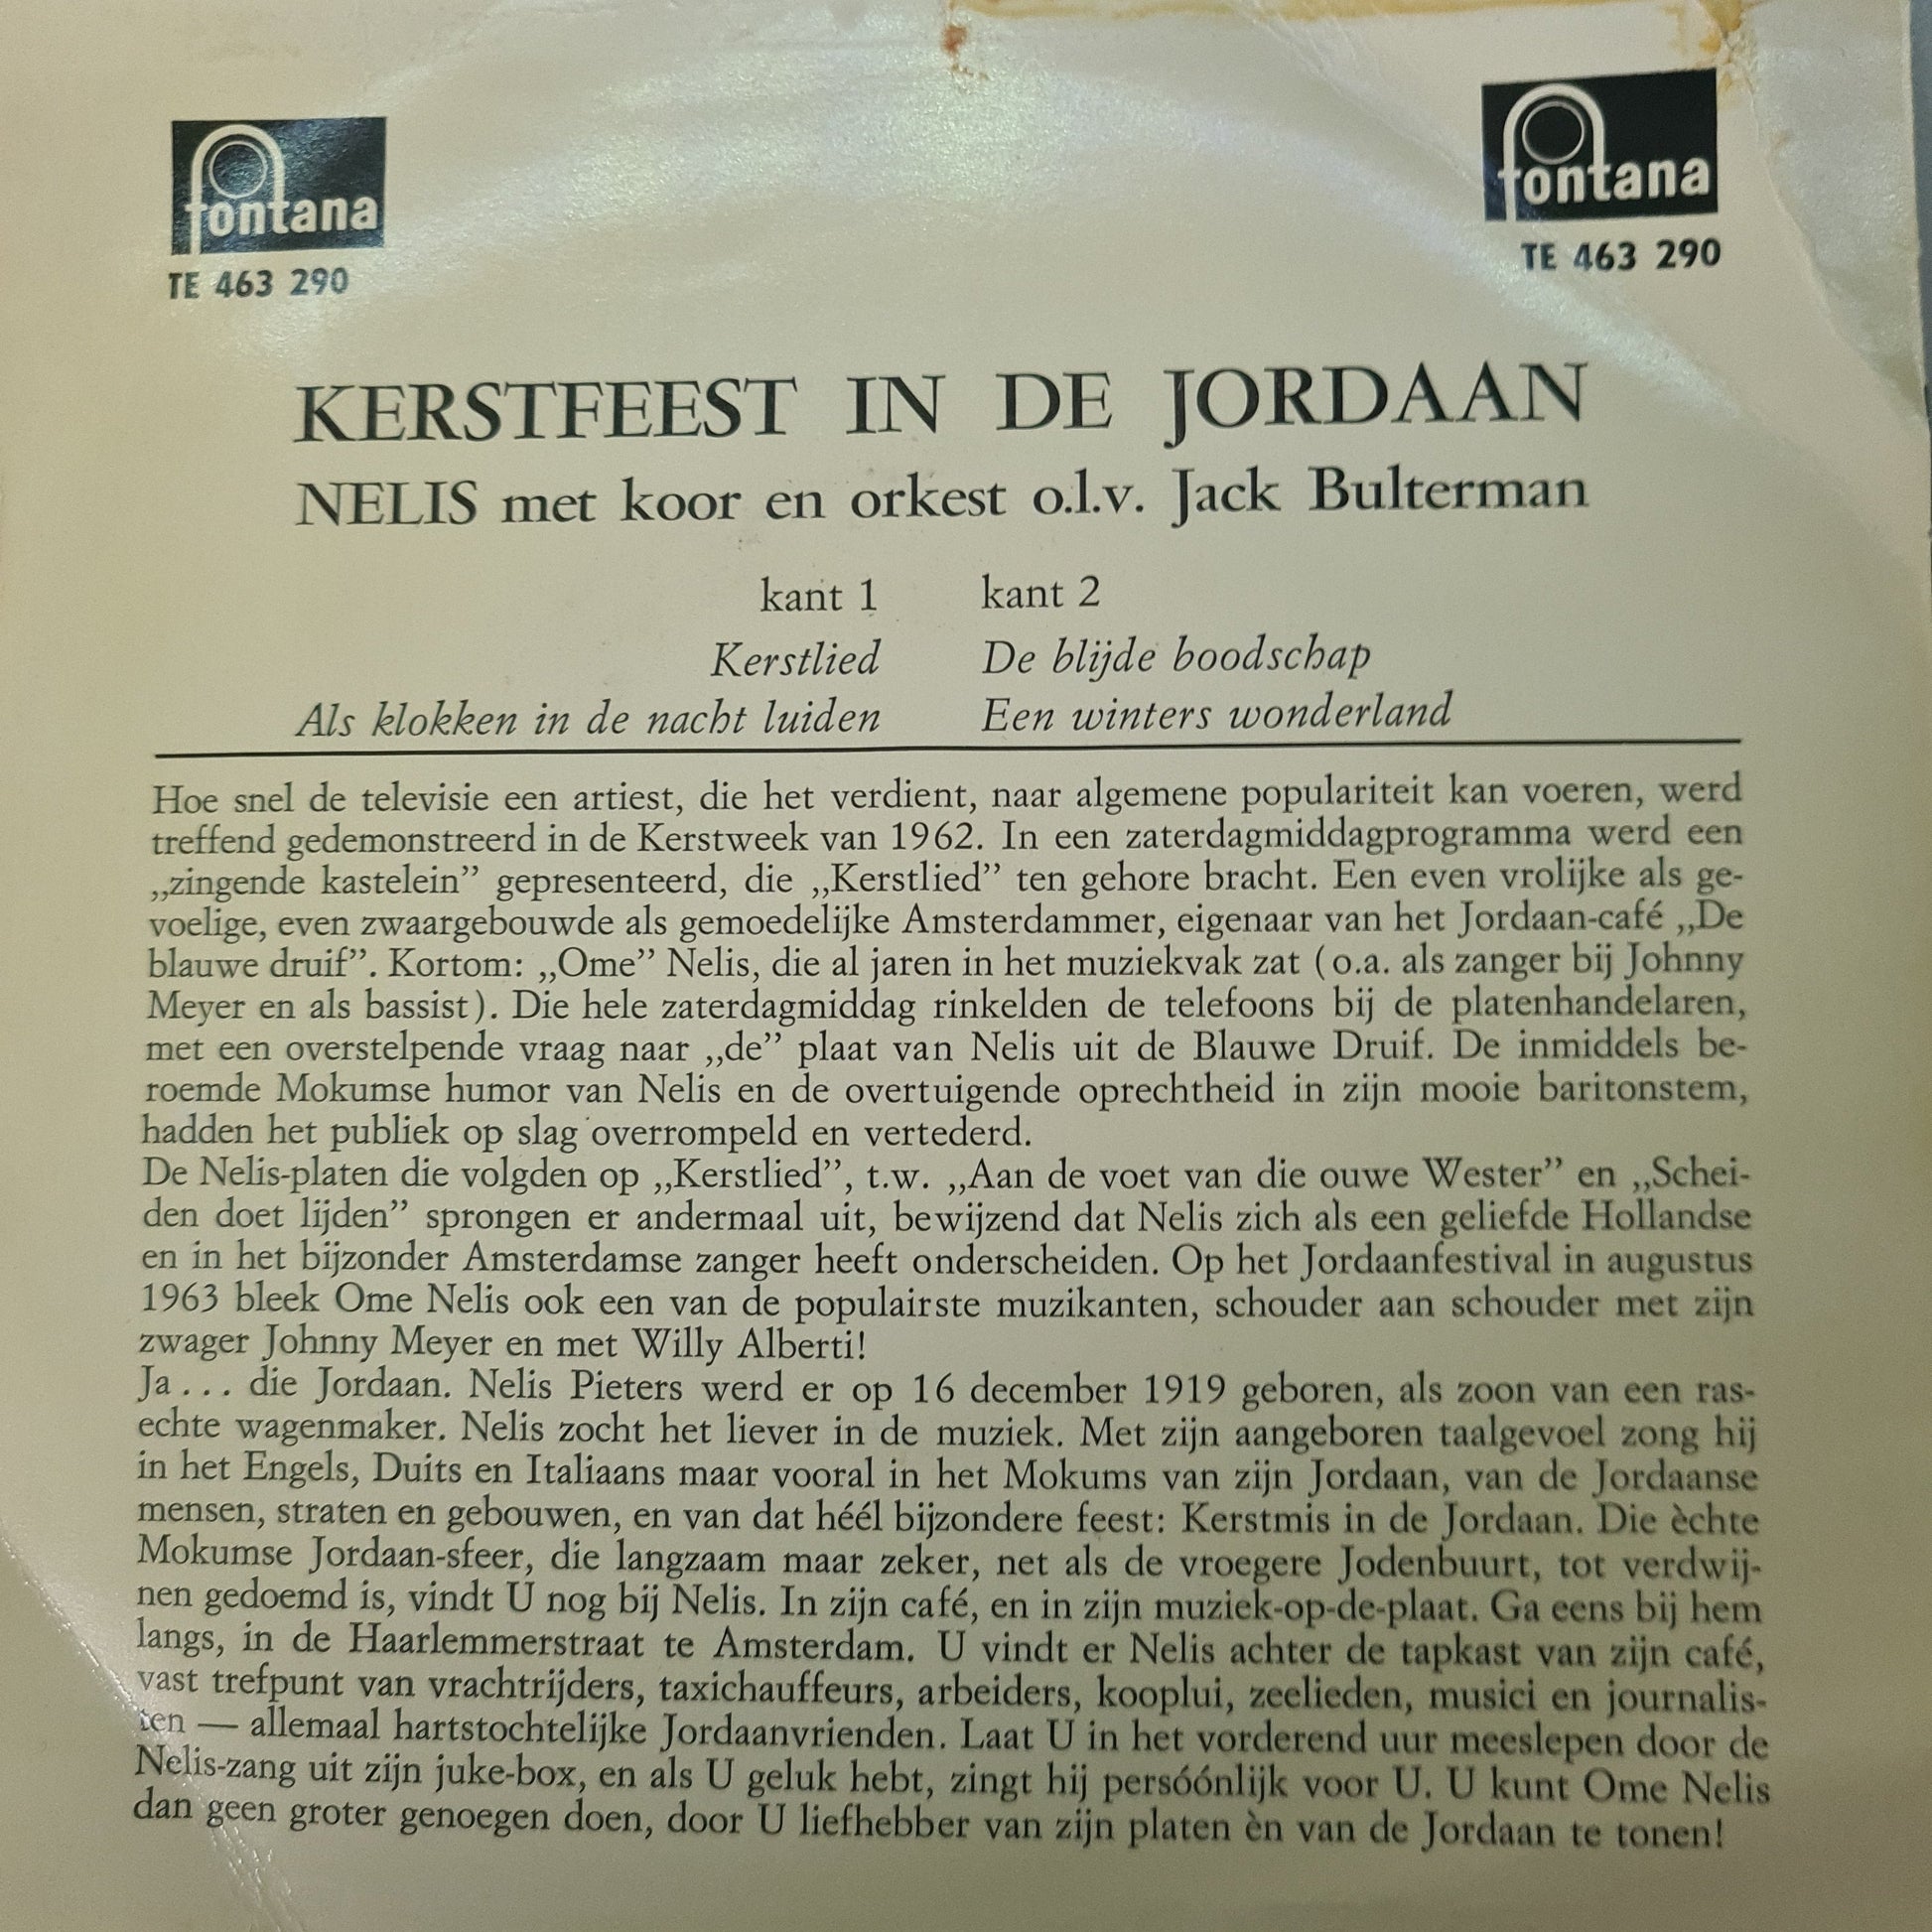 fontana
TE 463 290
fontana
TE 463 290
KERSTFEEST IN DE JORDAAN
NELIS met koor en orkest o.l.v. Jack Bulterman
kant 1
Kerstlied
Als klokken in de nacht luiden
kant 2
De blijde boodschap
Een winters wonderland
Hoe snel de televisie een artiest, die het verdient, naar algemene populariteit kan voeren, werd
treffend gedemonstreerd in de Kerstweek van 1962. In een zaterdagmiddagprogramma werd een
„zingende kastelein” gepresenteerd, die „Kerstlied” ten gehore bracht. Een even vrolijke als ge-
voelige, even zwaargebouwde als gemoedelijke Amsterdammer, eigenaar van het Jordaan-café „De
blauwe druif”. Kortom: „Ome” Nelis, die al jaren in het muziekvak zat (o.a. als zanger bij Johnny
Meyer en als bassist). Die hele zaterdagmiddag rinkelden de telefoons bij de platenhandelaren,
met een overstelpende vraag naar „de” plaat van Nelis uit de Blauwe Druif. De inmiddels be-
roemde Mokumse humor van Nelis en de overtuigende oprechtheid in zijn mooie baritonstem,
hadden het publiek op slag overrompeld en vertederd.
De Nelis-platen die volgden op „Kerstlied”, t.w. „Aan de voet van die ouwe Wester” en „Schei-
den doet lijden” sprongen er andermaal uit, bewijzend dat Nelis zich als een geliefde Hollandse
en in het bijzonder Amsterdamse zanger heeft onderscheiden. Op het Jordaanfestival in augustus
1963 bleek Ome Nelis ook een van de populairste muzikanten, schouder aan schouder met zijn
zwager Johnny Meyer en met Willy Alberti!
Ja... die Jordaan. Nelis Pieters werd er op 16 december 1919 geboren, als zoon van een ras-
echte wagenmaker. Nelis zocht het liever in de muziek. Met zijn aangeboren taalgevoel zong hij
in het Engels, Duits en Italiaans maar vooral in het Mokums van zijn Jordaan, van de Jordaanse
mensen, straten en gebouwen, en van dat héél bijzondere feest: Kerstmis in de Jordaan. Die èchte
Mokumse Jordaan-sfeer, die langzaam maar zeker, net als de vroegere Jodenbuurt, tot verdwij-
nen gedoemd is, vindt U nog bij Nelis. In zijn café, en in zijn muziek-op-de-plaat. Ga eens bij hem
langs, in de Haarlemmerstraat te Amsterdam. U vindt er Nelis achter de tapkast van zijn café,
vast trefpunt van vrachtrijders, taxichauffeurs, arbeiders, kooplui, zeelieden, musici en journalis-
ten — allemaal hartstochtelijke Jordaanvrienden. Laat U in het vorderend uur meeslepen door de
Nelis-zang uit zijn juke-box, en als U geluk hebt, zingt hij persóónlijk voor U. U kunt Ome Nelis
dan geen groter genoegen doen, door U liefhebber van zijn platen èn van de Jordaan te tonen!